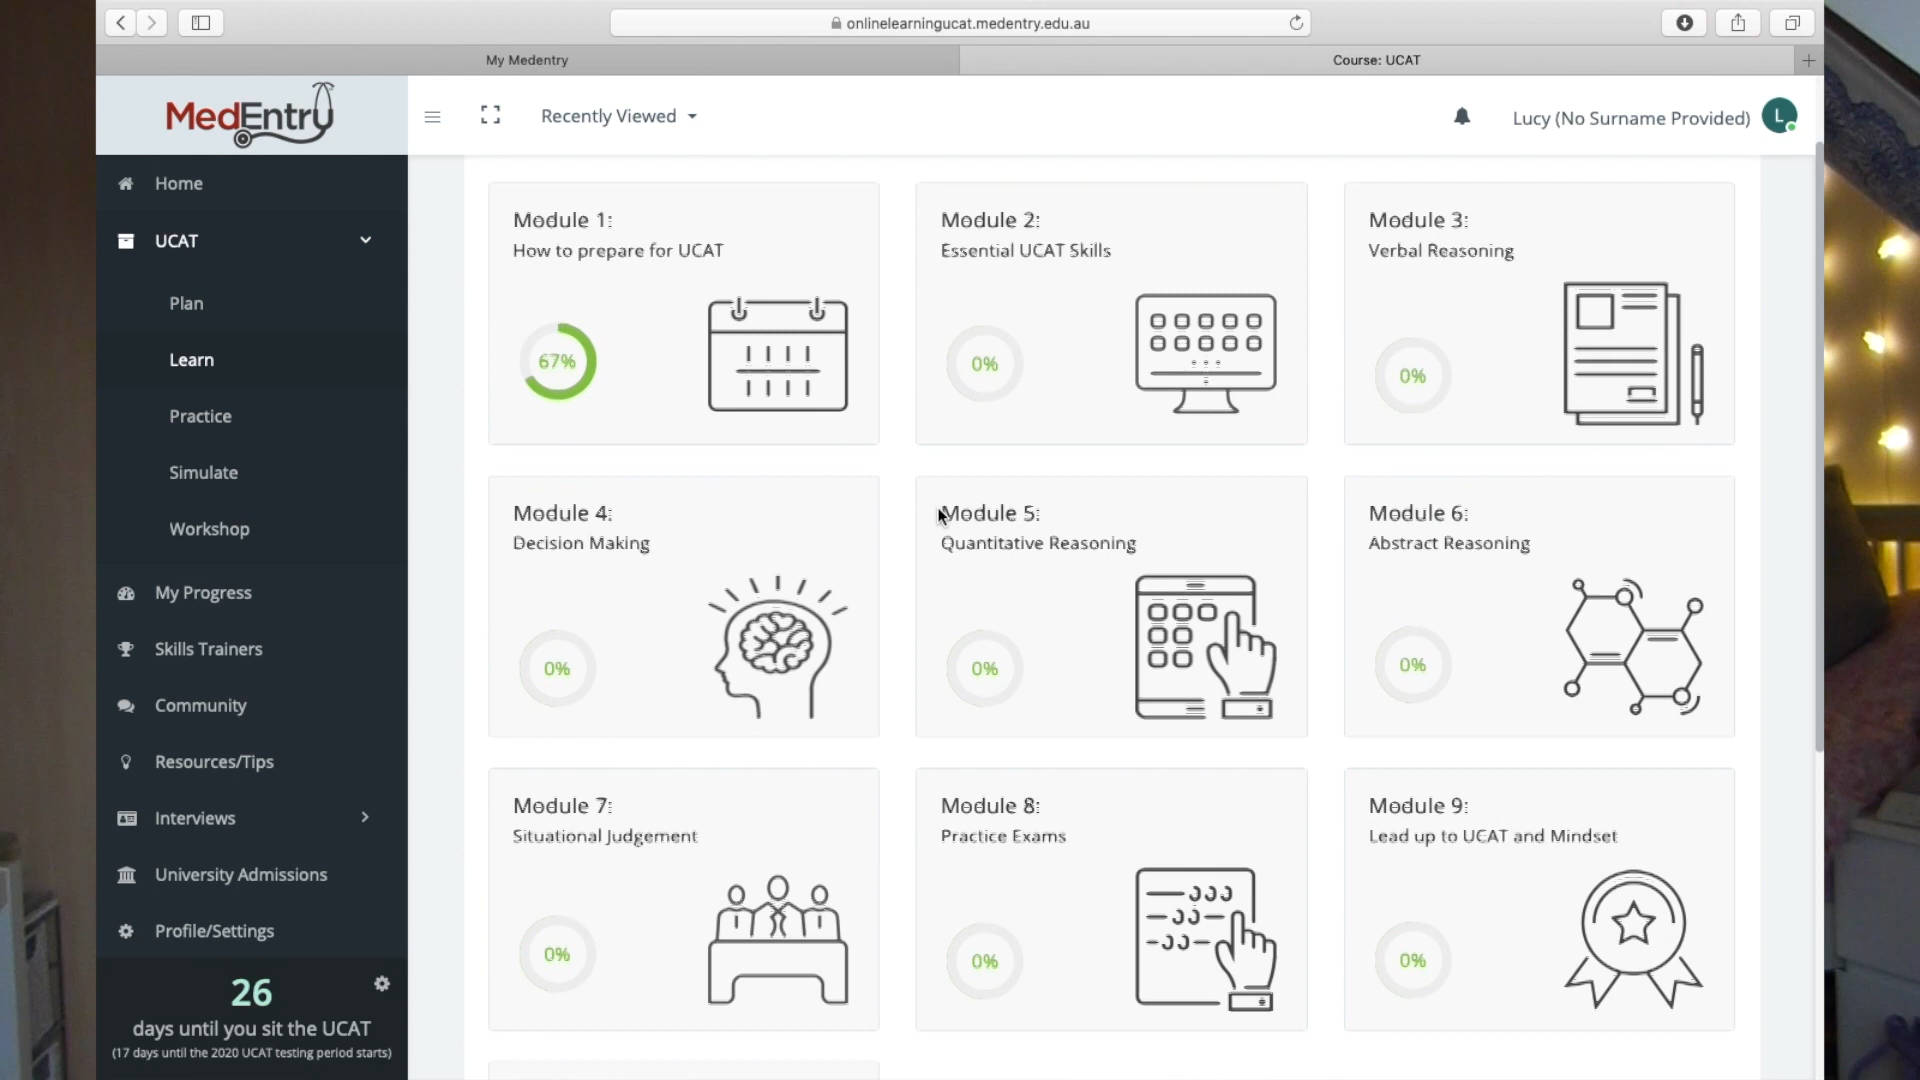 onlinelearningucat.medentry.edu.au
My Medentry
Course: UCAT
MedEntry
Recently Viewed
Lucy (No Surname Provided)
L
Home
UCAT
Plan
Learn
Practice
Simulate
Workshop
My Progress
Skills Trainers
Community
Resources/Tips
Interviews
University Admissions
Profile/Settings
26
days until you sit the UCAT
(17 days until the 2020 UCAT testing period starts)
Module 1:
How to prepare for UCAT
67%
Module 2:
Essential UCAT Skills
0%
Module 3:
Verbal Reasoning
0%
Module 4:
Decision Making
0%
Module 5:
Quantitative Reasoning
0%
Module 6:
Abstract Reasoning
0%
Module 7:
Situational Judgement
0%
Module 8:
Practice Exams
0%
Module 9:
Lead up to UCAT and Mindset
0%